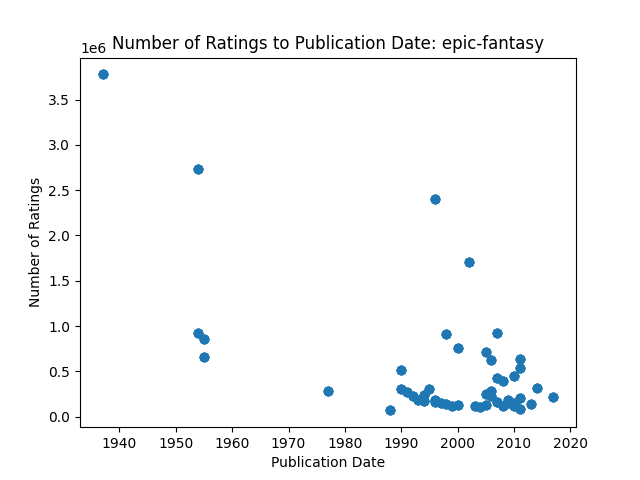 Number of Ratings to Publication Date: epic-fantasy
1e6
3.5
3.0
2.5
2.0
1.5
1.0
0.5
0.0
Number of Ratings
1940 1950 1960 1970 1980 1990 2000 2010 2020
Publication Date